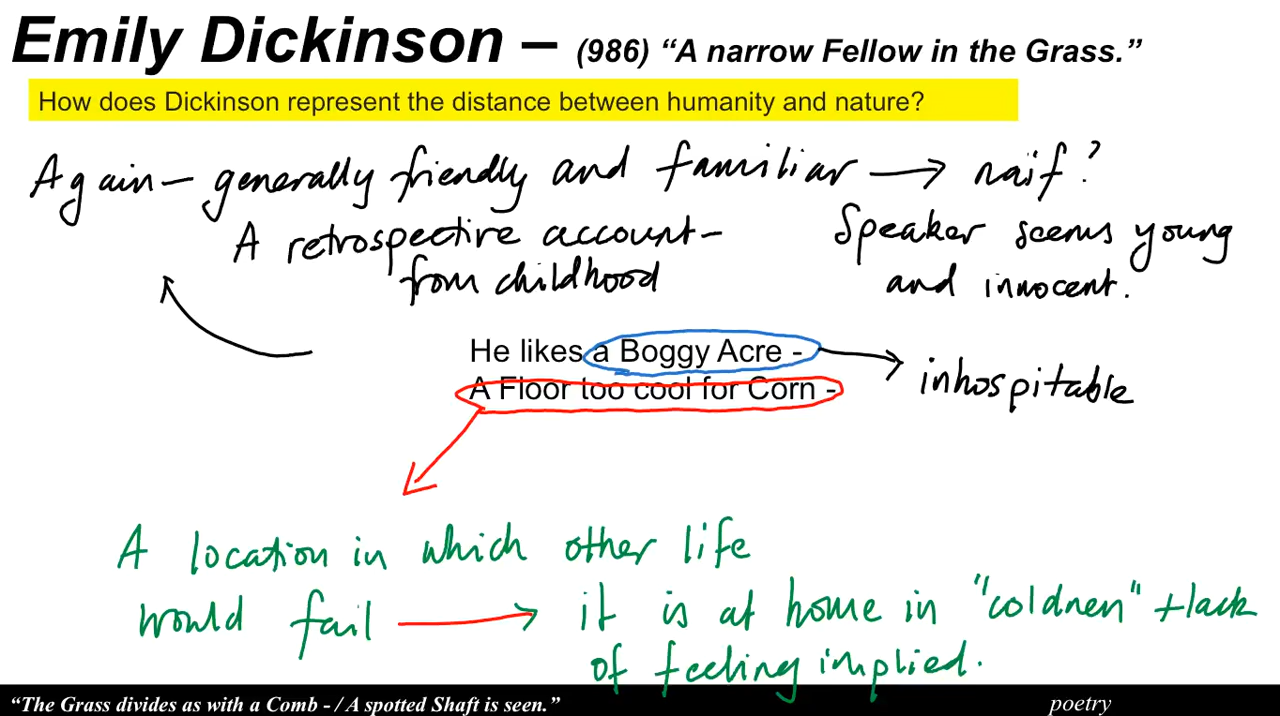 Emily Dickinson – (986) “A narrow Fellow in the Grass.”
How does Dickinson represent the distance between humanity and nature?
Again – generally friendly and familiar → naïf?
A retrospective account –
from childhood
Speaker seems young
and innocent.
He likes a Boggy Acre -
A Floor too cool for Corn -
inhospitable
A location in which other life
would fail → it is at home in "coldness" + lack
of feeling implied.
“The Grass divides as with a Comb - / A spotted Shaft is seen.”
poetry